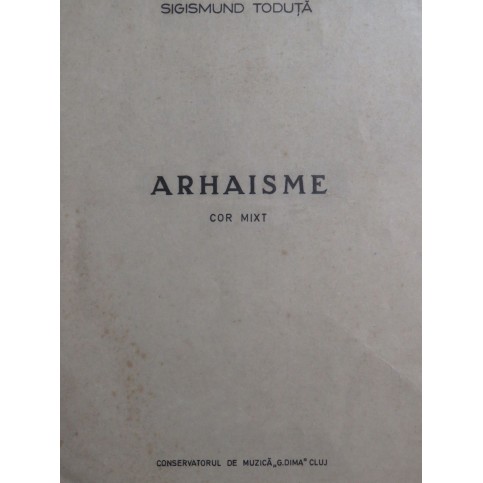 SIGISMUND TODUȚĂ
ARHAISME
COR MIXT
CONSERVATORUL DE MUZICĂ „G.DIMA" CLUJ